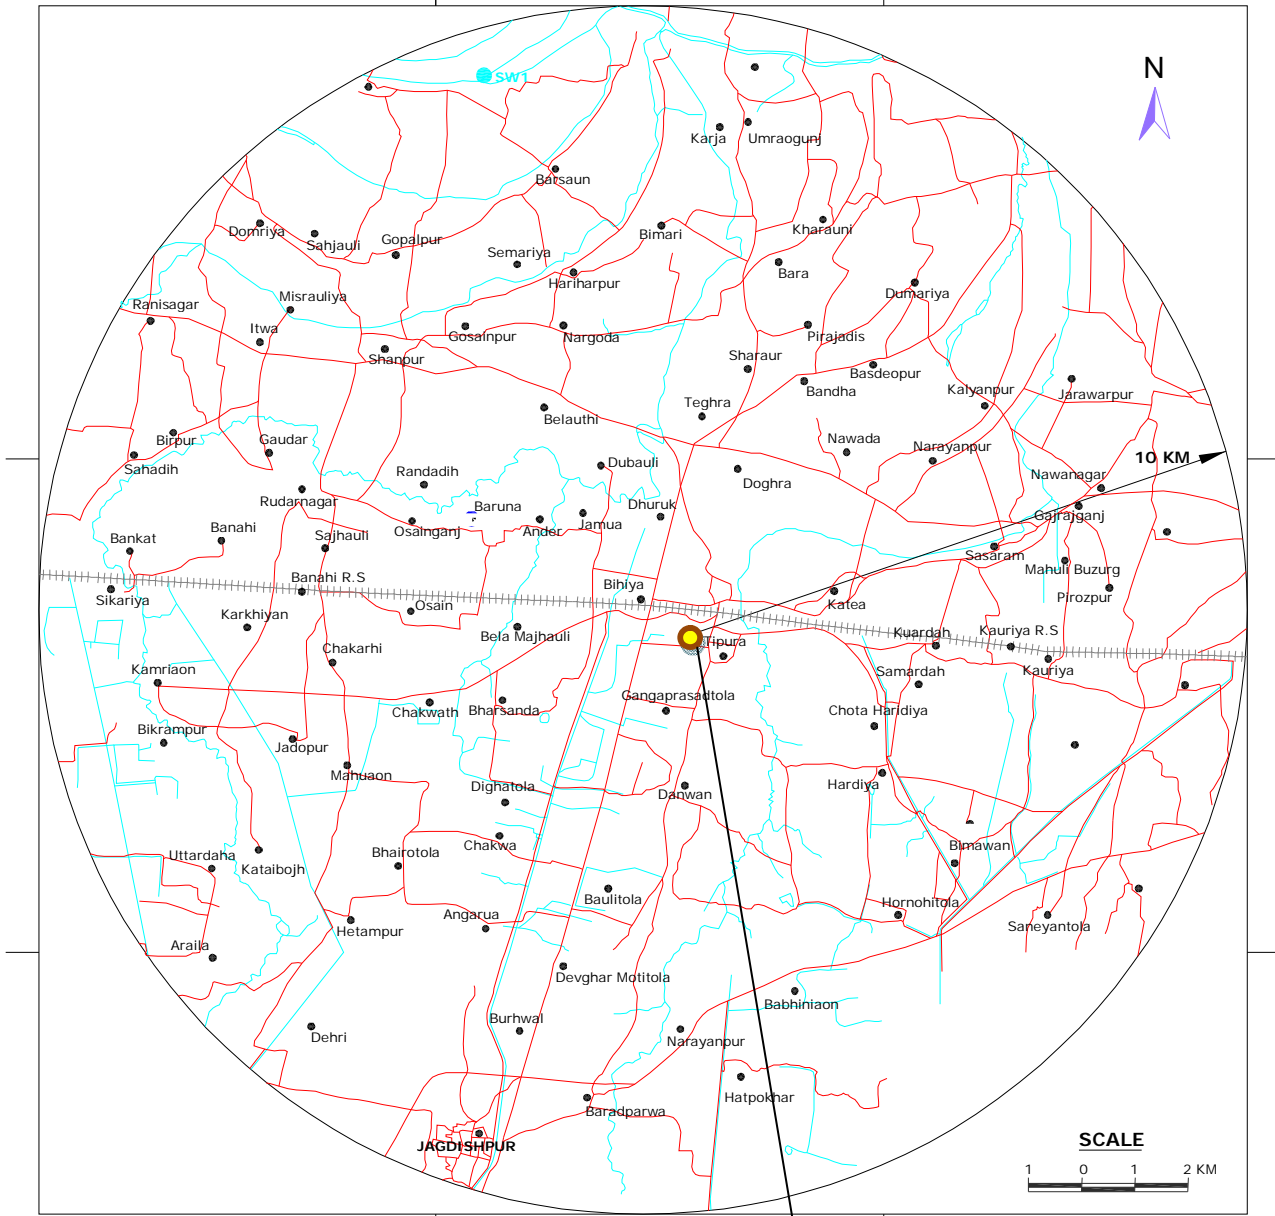 N
SW1
Karja
Umraogunj
Barsaun
Domriya
Sahjauli
Gopalpur
Bimari
Kharauni
Semariya
Hariharpur
Bara
Dumariya
Ranisagar
Misrauliya
Itwa
Gosainpur
Nargoda
Pirajadis
Shanpur
Sharaur
Basdeopur
Bandha
Kalyanpur
Jarawarpur
Teghra
Belauthi
Birpur
Gaudar
Nawada
Narayanpur
Sahadih
Randadih
Dubauli
Doghra
10 KM
Nawanagar
Rudarnagar
Baruna
Dhuruk
Gajrajganj
Banahi
Sajhauli
Osainganj
Ander
Jamua
Bankat
Sasaram
Mahuli Buzurg
Banahi R.S
Bihiya
Sikariya
Pirozpur
Karkhiyan
Osain
Katea
Bela Majhauli
Tipura
Kuardah
Kauriya R.S
Chakarhi
Kamriaon
Samardah
Kauriya
Gangaprasadtola
Chakwath
Bharsanda
Chota Haridiya
Bikrampur
Jadopur
Mahuaon
Dighatola
Danwan
Hardiya
Uttardaha
Kataibojh
Bhairotola
Chakwa
Bimawan
Baulitola
Hornohitola
Angarua
Hetampur
Saneyantola
Araila
Devghar Motitola
Babhiniaon
Burhwal
Dehri
Narayanpur
Hatpokhar
Baradparwa
JAGDISHPUR
SCALE
1 0 1 2 KM